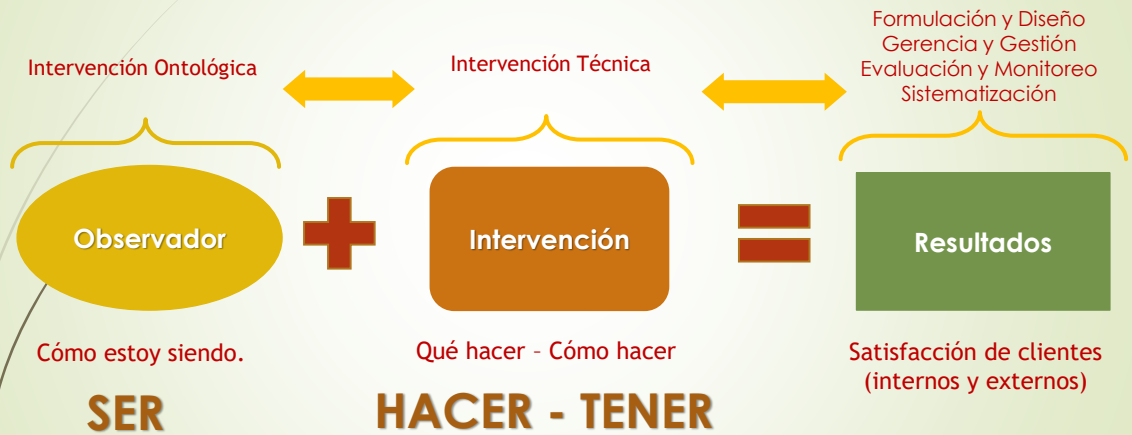 Intervención Ontológica
Intervención Técnica
Formulación y Diseño
Gerencia y Gestión
Evaluación y Monitoreo
Sistematización
Observador
Intervención
Resultados
Cómo estoy siendo.
Qué hacer – Cómo hacer
Satisfacción de clientes
(internos y externos)
SER
HACER - TENER